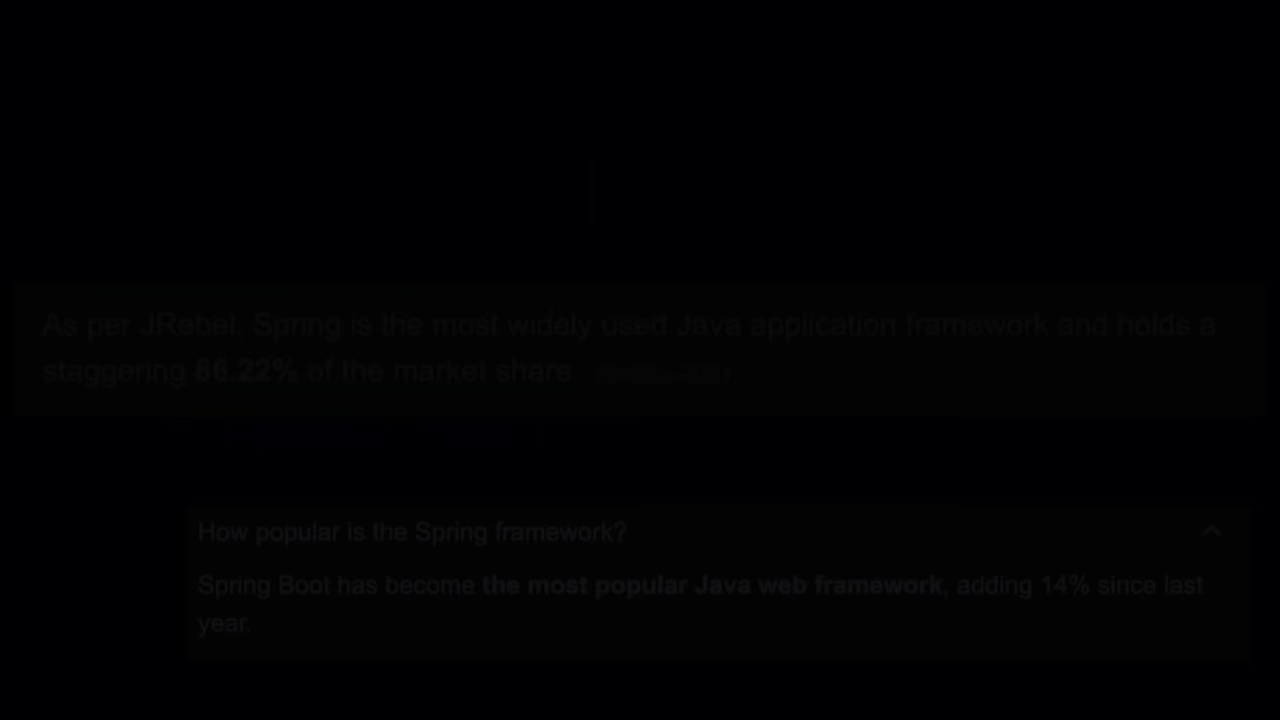 As per JRebel, Spring is the most widely used Java application framework and holds a
staggering 86.22% of the market share
How popular is the Spring framework?
Spring Boot has become the most popular Java web framework, adding 14% since last
year.